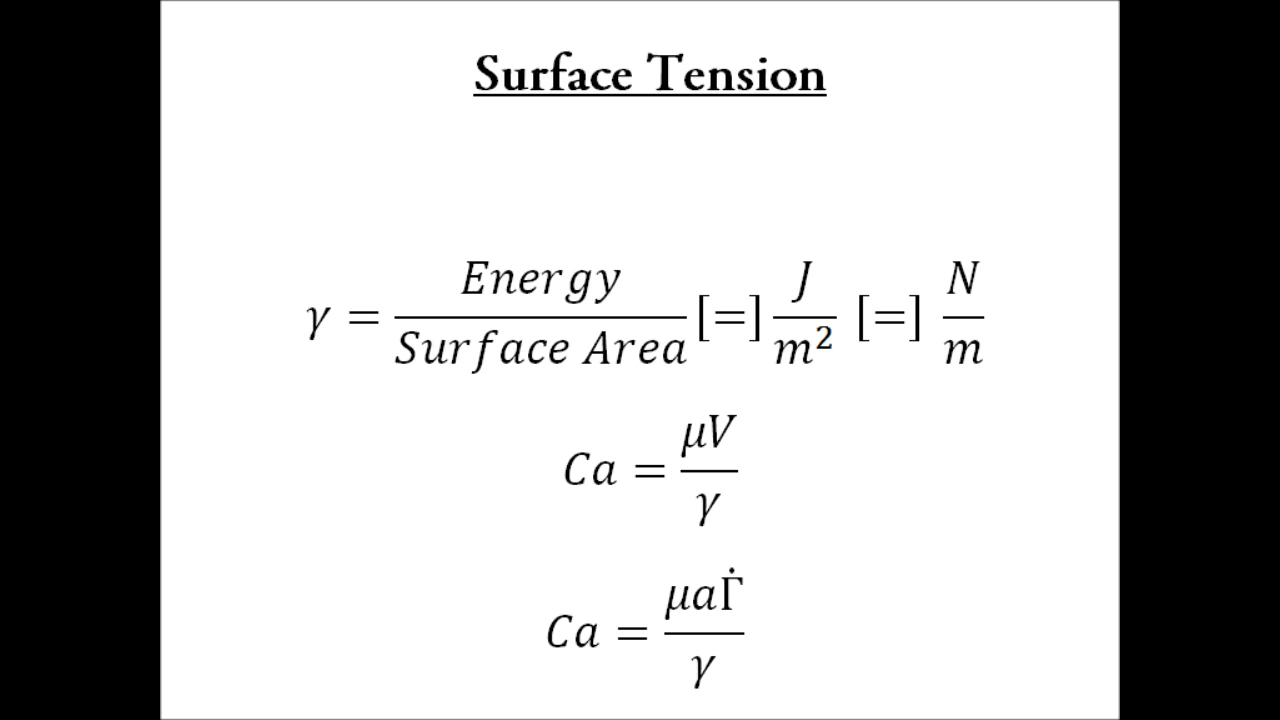 Surface Tension
γ = Energy / Surface Area [=] J / m² [=] N / m
Ca = μV / γ
Ca = μaΓ̇ / γ